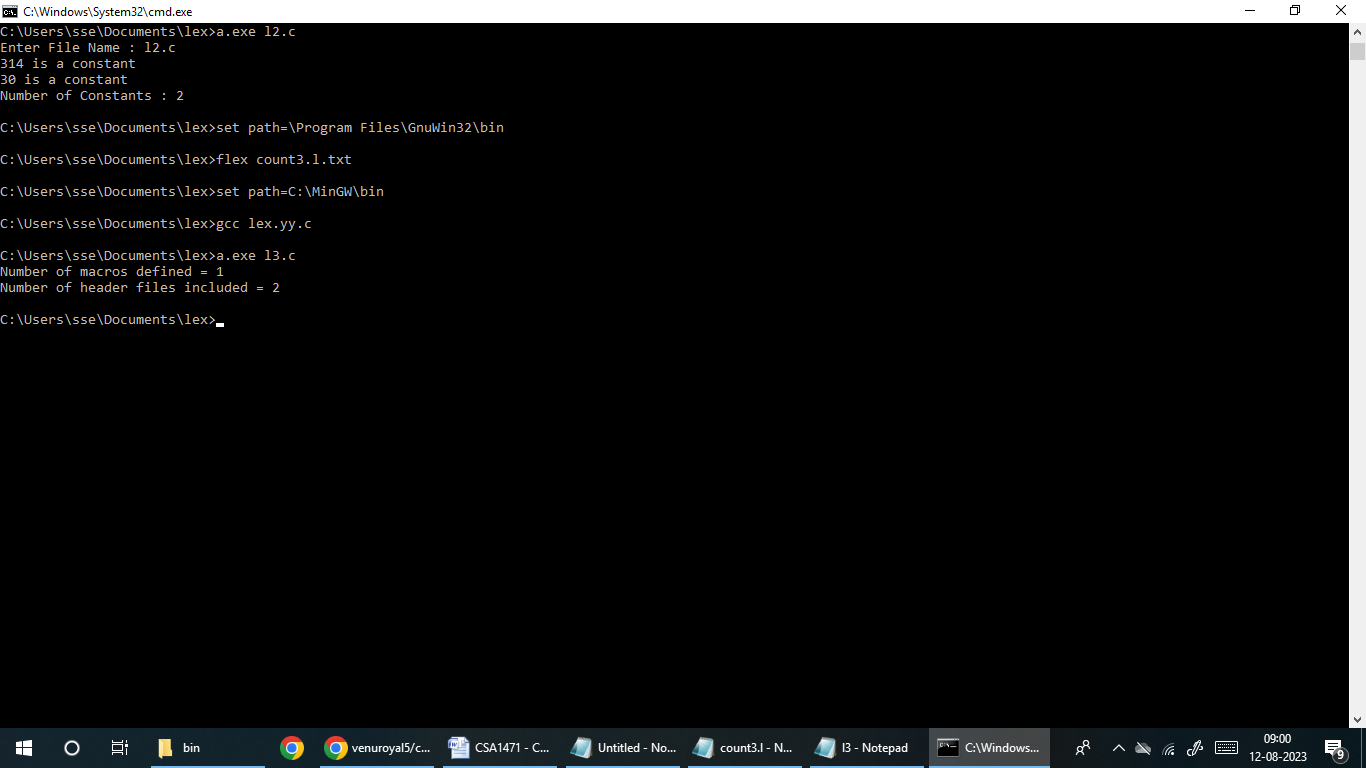 C:\Windows\System32\cmd.exe
C:\Users\sse\Documents\lex>a.exe l2.c
Enter File Name : l2.c
314 is a constant
30 is a constant
Number of Constants : 2
C:\Users\sse\Documents\lex>set path=\Program Files\GnuWin32\bin
C:\Users\sse\Documents\lex>flex count3.l.txt
C:\Users\sse\Documents\lex>set path=C:\MinGW\bin
C:\Users\sse\Documents\lex>gcc lex.yy.c
C:\Users\sse\Documents\lex>a.exe l3.c
Number of macros defined = 1
Number of header files included = 2
C:\Users\sse\Documents\lex>
bin
venuroyal5/c...
CSA1471 - C...
Untitled - No...
count3.l - N...
l3 - Notepad
C:\Windows...
09:00
12-08-2023
9